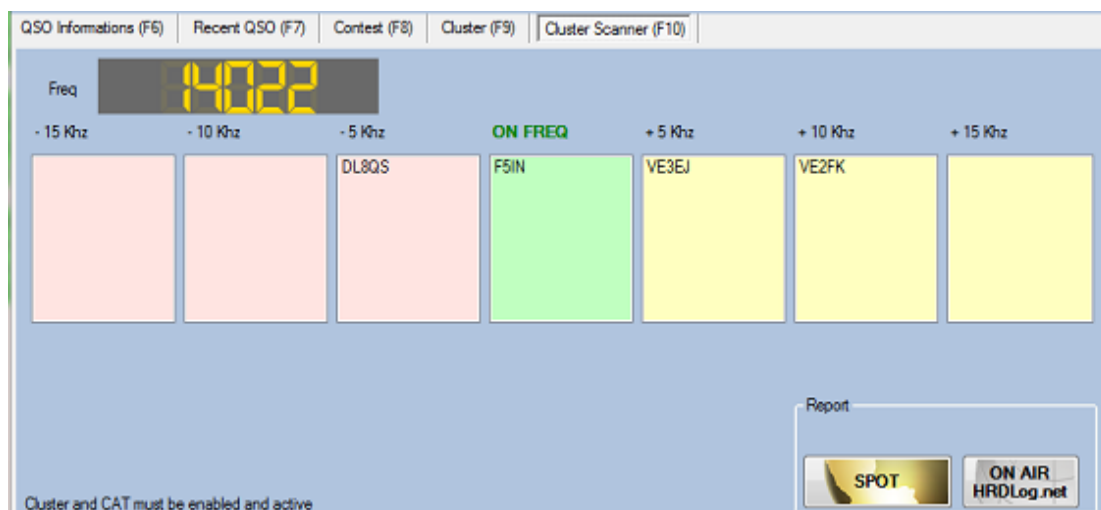 QSO Informations (F6) Recent QSO (F7) Contest (F8) Cluster (F9) Cluster Scanner (F10)
Freq 14022
- 15 Khz - 10 Khz - 5 Khz ON FREQ + 5 Khz + 10 Khz + 15 Khz
DL8QS F5IN VE3EJ VE2FK
Report
SPOT ON AIR
HRDLog.net
Cluster and CAT must be enabled and active